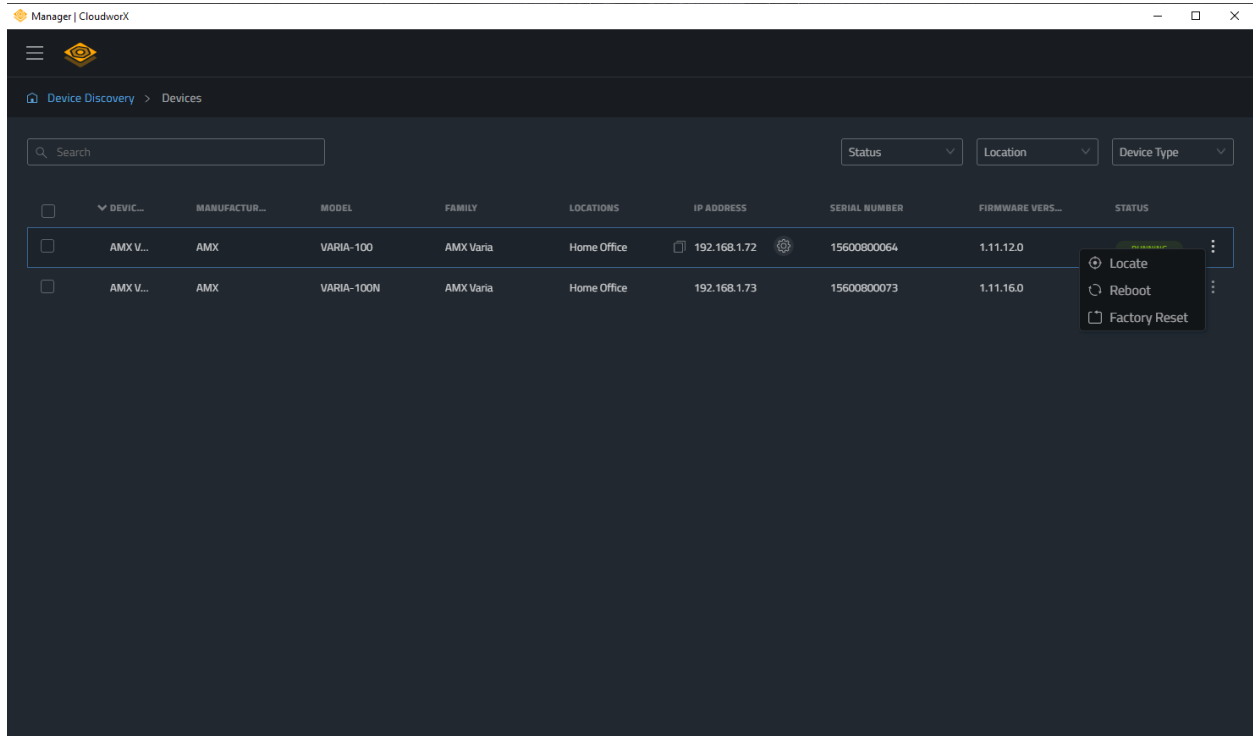 Manager | CloudworX
Device Discovery > Devices
Search
Status
Location
Device Type
DEVIC... MANUFACTUR... MODEL FAMILY LOCATIONS IP ADDRESS SERIAL NUMBER FIRMWARE VERS... STATUS
AMX V... AMX VARIA-100 AMX Varia Home Office 192.168.1.72 15600800064 1.11.12.0
AMX V... AMX VARIA-100N AMX Varia Home Office 192.168.1.73 15600800073 1.11.16.0
Locate
Reboot
Factory Reset